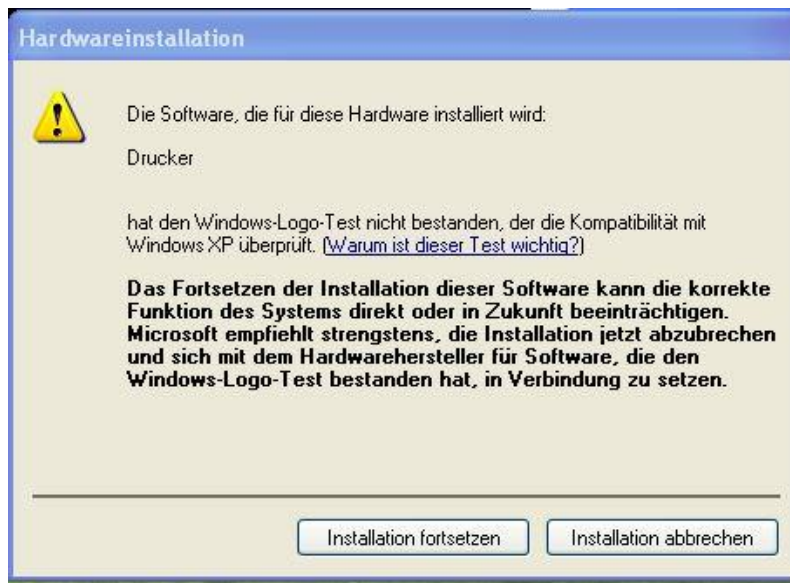 Hardwareinstallation
Die Software, die für diese Hardware installiert wird:
Drucker
hat den Windows-Logo-Test nicht bestanden, der die Kompatibilität mit
Windows XP überprüft. (Warum ist dieser Test wichtig?)
Das Fortsetzen der Installation dieser Software kann die korrekte
Funktion des Systems direkt oder in Zukunft beeinträchtigen.
Microsoft empfiehlt strengstens, die Installation jetzt abzubrechen
und sich mit dem Hardwarehersteller für Software, die den
Windows-Logo-Test bestanden hat, in Verbindung zu setzen.
Installation fortsetzen
Installation abbrechen